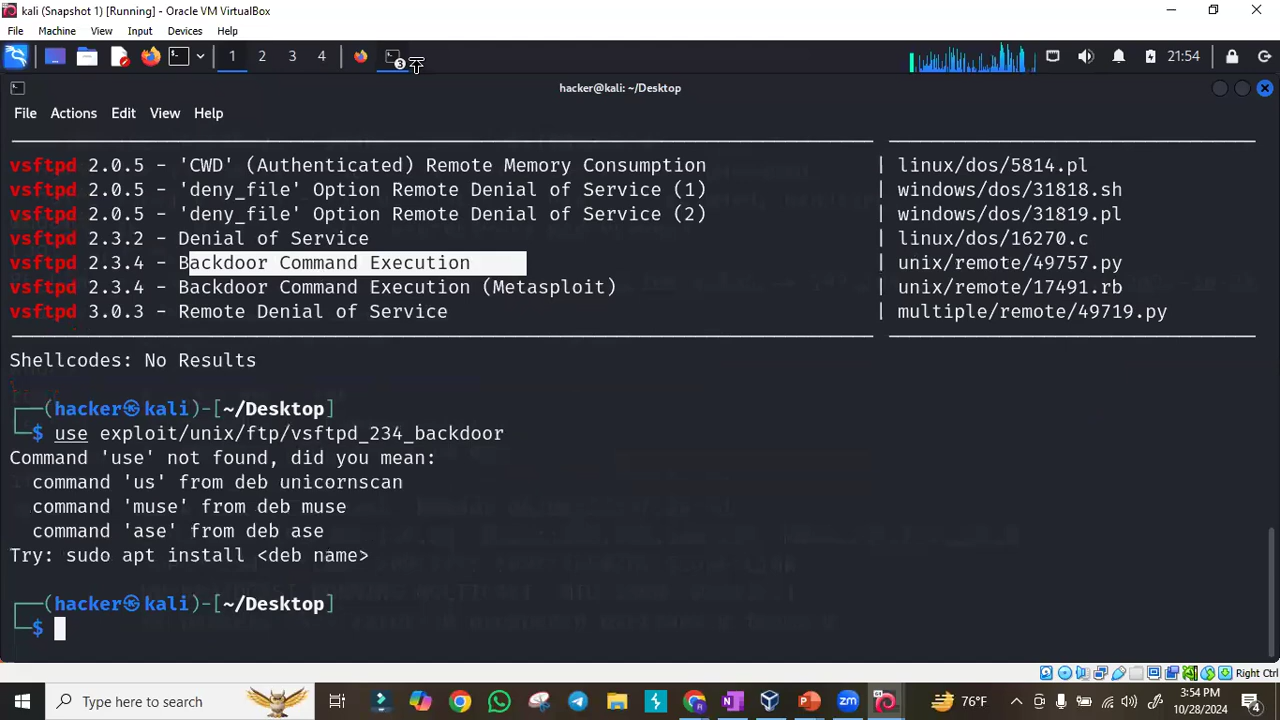 kali (Snapshot 1) [Running] - Oracle VM VirtualBox
File Machine View Input Devices Help
1 2 3 4 3 21:54
hacker@kali: ~/Desktop
File Actions Edit View Help
vsftpd 2.0.5 - 'CWD' (Authenticated) Remote Memory Consumption | linux/dos/5814.pl
vsftpd 2.0.5 - 'deny_file' Option Remote Denial of Service (1) | windows/dos/31818.sh
vsftpd 2.0.5 - 'deny_file' Option Remote Denial of Service (2) | windows/dos/31819.pl
vsftpd 2.3.2 - Denial of Service | linux/dos/16270.c
vsftpd 2.3.4 - Backdoor Command Execution | unix/remote/49757.py
vsftpd 2.3.4 - Backdoor Command Execution (Metasploit) | unix/remote/17491.rb
vsftpd 3.0.3 - Remote Denial of Service | multiple/remote/49719.py
Shellcodes: No Results
┌──(hacker㉿kali)-[~/Desktop]
└─$ use exploit/unix/ftp/vsftpd_234_backdoor
Command 'use' not found, did you mean:
command 'us' from deb unicornscan
command 'muse' from deb muse
command 'ase' from deb ase
Try: sudo apt install <deb name>
┌──(hacker㉿kali)-[~/Desktop]
└─$
Right Ctrl
Type here to search 76°F 3:54 PM
10/28/2024 4